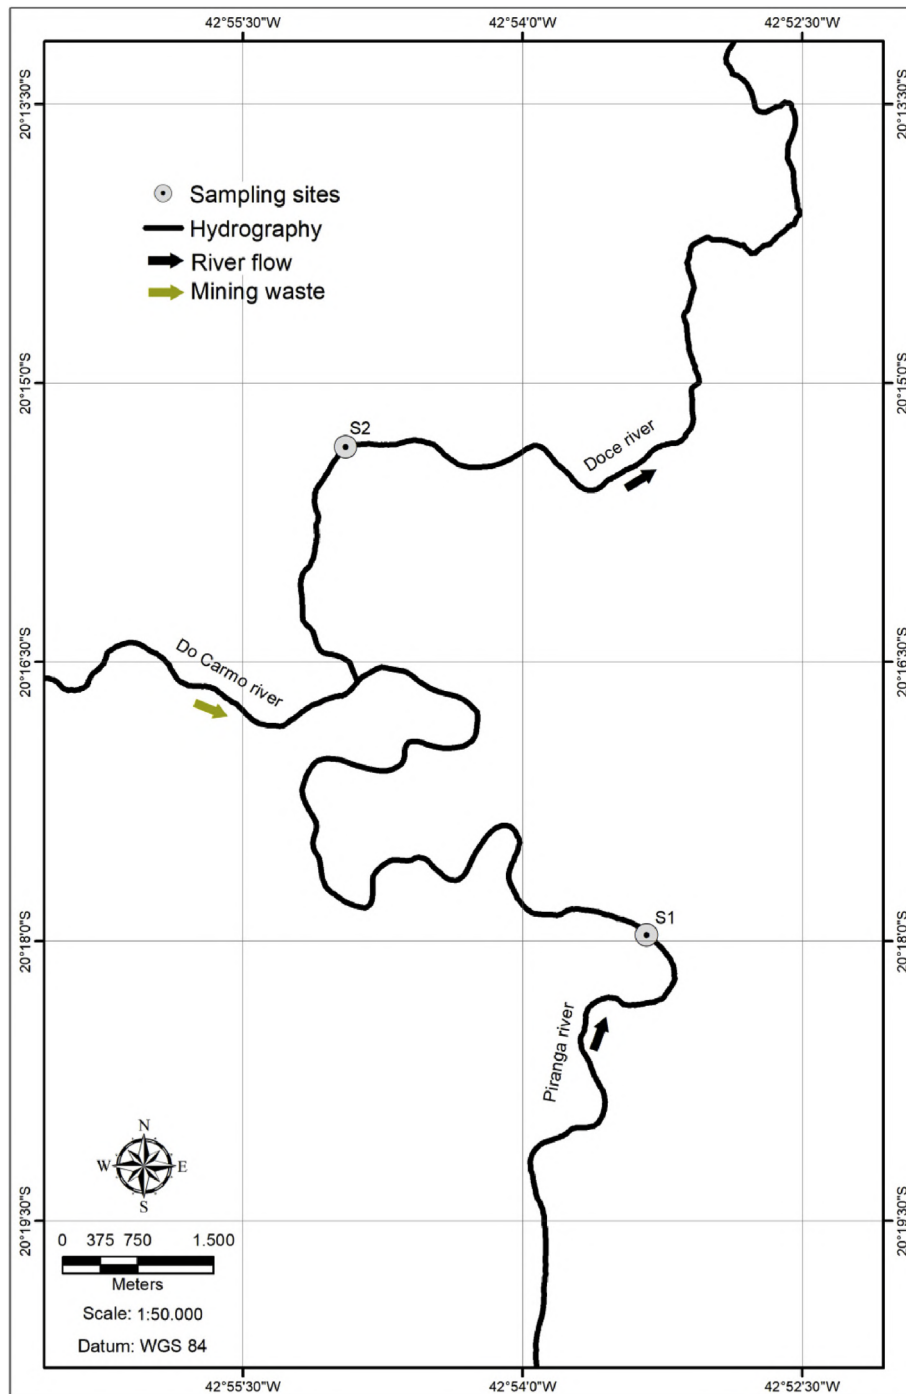 42°55'30"W 42°54'0"W 42°52'30"W
20°13'30"S 20°13'30"S
Sampling sites
Hydrography
River flow
Mining waste
20°15'0"S 20°15'0"S
S2
Doce river
20°16'30"S 20°16'30"S
Do Carmo river
S1
20°18'0"S 20°18'0"S
Piranga river
N
W E
S
20°19'30"S 20°19'30"S
0 375 750 1.500
Meters
Scale: 1:50.000
Datum: WGS 84
42°55'30"W 42°54'0"W 42°52'30"W